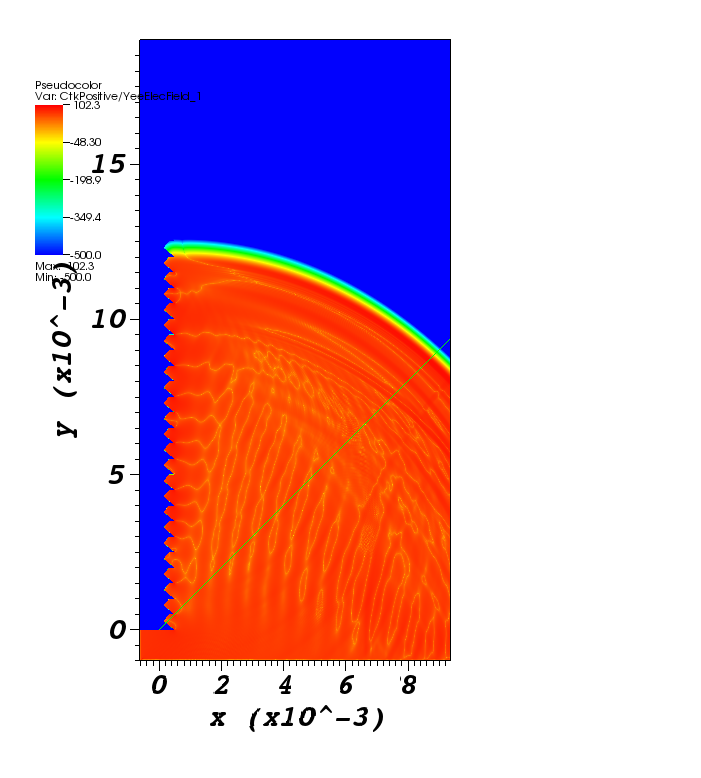 Pseudocolor
Var: CtkPositive/YeeElecField_1
102.3
-48.30
-198.9
-349.4
-500.0
Max: 102.3
Min: -500.0
15
10
5
0
y (x10^-3)
0 2 4 6 8
x (x10^-3)